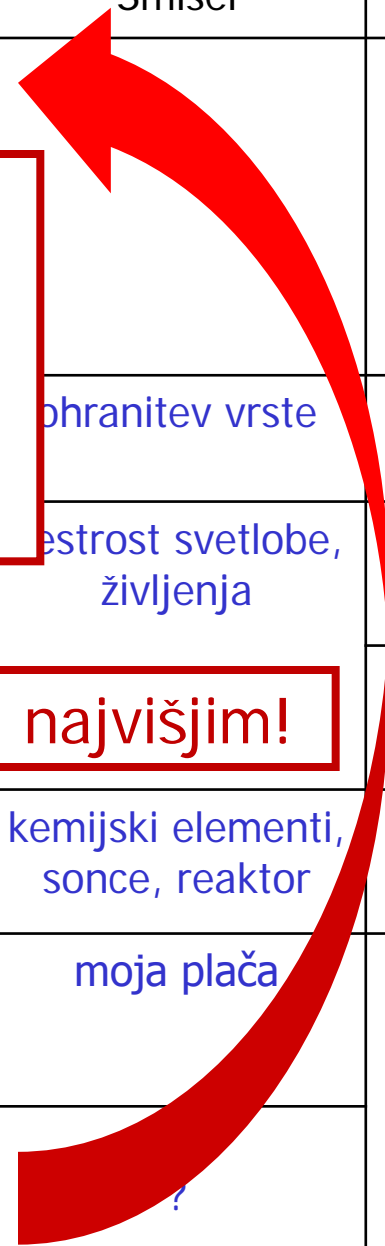 Smisel
ohranitev vrste
estrost svetlobe,
življenja
najvišjim!
kemijski elementi,
sonce, reaktor
moja plača
?